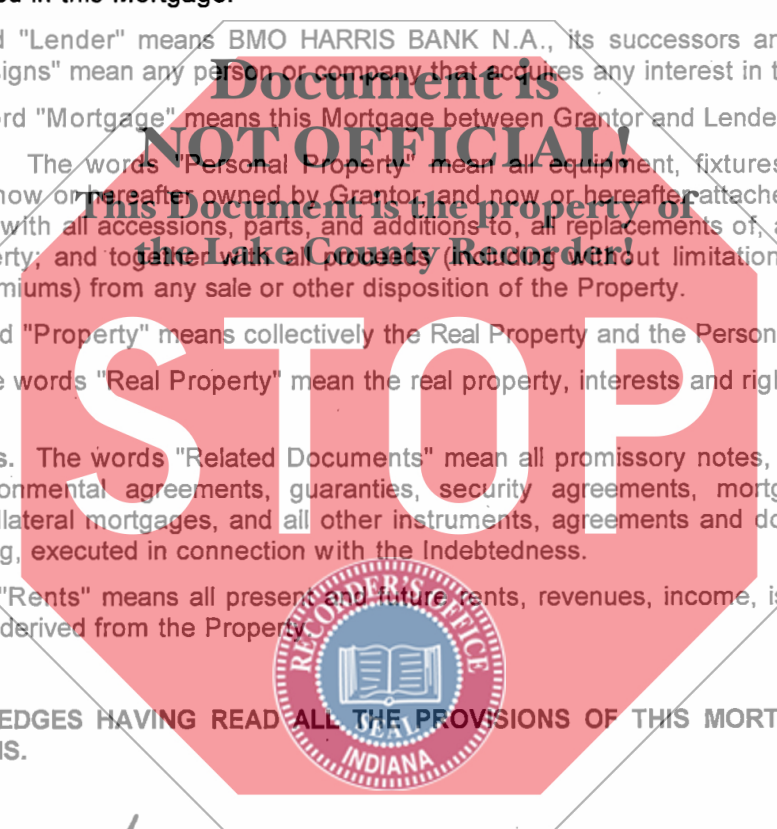 ed in this Mortgage.
d "Lender" means BMO HARRIS BANK N.A., its successors an
signs" mean any person or company that acquires any interest in t
Document is
rd "Mortgage" means this Mortgage between Grantor and Lende
NOT OFFICIAL!
The words "Personal Property" mean all equipment, fixtures
now or hereafter owned by Grantor, and now or hereafter attache
This Document is the property of
with all accessions, parts, and additions to, all replacements of, a
the Lake County Recorder!
erty; and together with all proceeds (including without limitation
miums) from any sale or other disposition of the Property.
d "Property" means collectively the Real Property and the Person
e words "Real Property" mean the real property, interests and rig
STOP
s. The words "Related Documents" mean all promissory notes,
onmental agreements, guaranties, security agreements, mortg
llateral mortgages, and all other instruments, agreements and do
g, executed in connection with the Indebtedness.
"Rents" means all present and future rents, revenues, income, is
derived from the Property.
RECORDER'S OFFICE
SEAL
INDIANA
EDGES HAVING READ ALL THE PROVISIONS OF THIS MORT
IS.